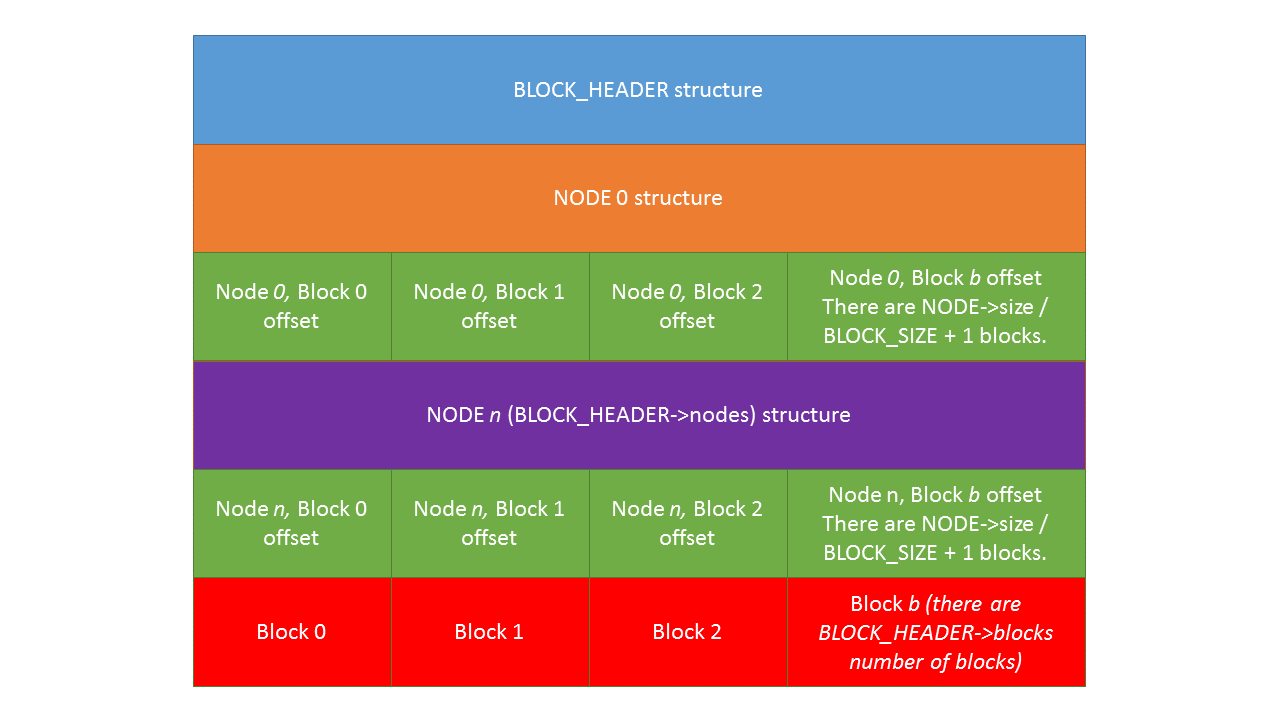 BLOCK_HEADER structure
NODE 0 structure
Node 0, Block 0
offset
Node 0, Block 1
offset
Node 0, Block 2
offset
Node 0, Block b offset
There are NODE->size /
BLOCK_SIZE + 1 blocks.
NODE n (BLOCK_HEADER->nodes) structure
Node n, Block 0
offset
Node n, Block 1
offset
Node n, Block 2
offset
Node n, Block b offset
There are NODE->size /
BLOCK_SIZE + 1 blocks.
Block 0
Block 1
Block 2
Block b (there are
BLOCK_HEADER->blocks
number of blocks)